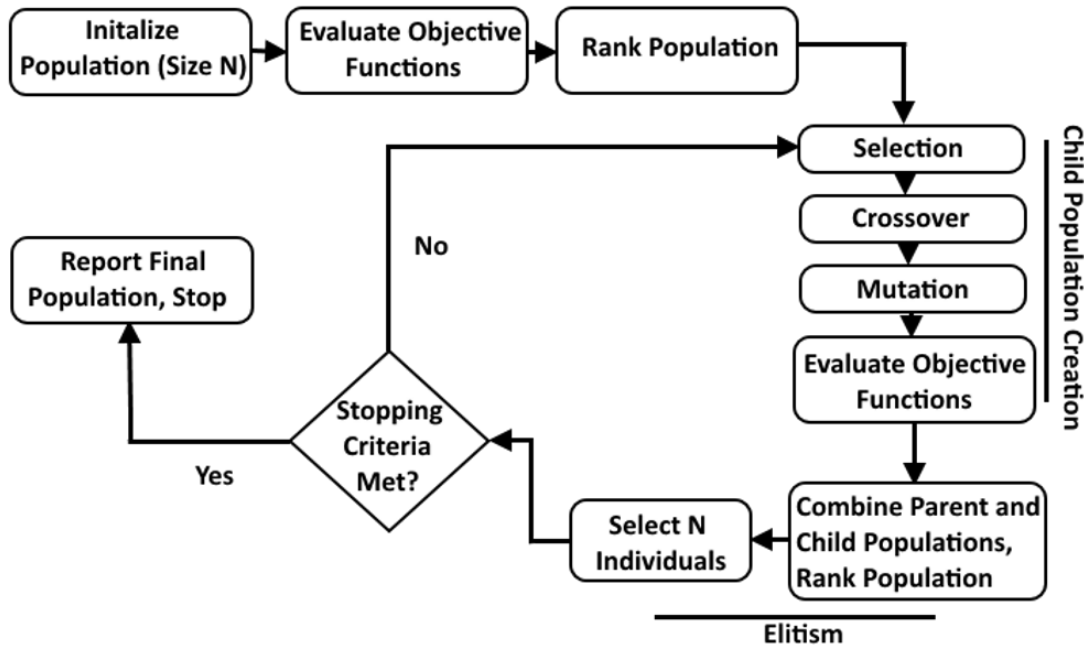 Initalize
Population (Size N)
Evaluate Objective
Functions
Rank Population
Selection
Crossover
Mutation
Evaluate Objective
Functions
Child Population Creation
Combine Parent and
Child Populations,
Rank Population
Elitism
Select N
Individuals
Stopping
Criteria
Met?
No
Yes
Report Final
Population, Stop